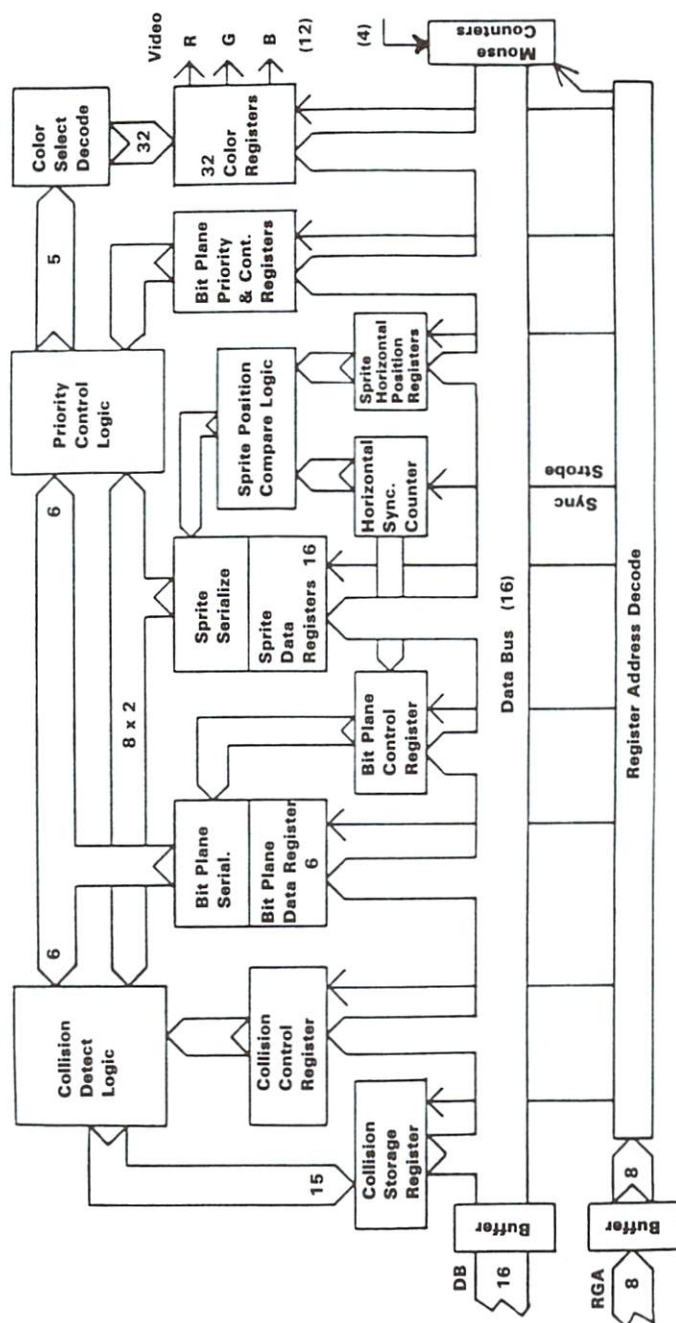 Color
Select
Decode
32
32 Color
Registers
Video
R
G
B
(12)
5
Priority
Control
Logic
Bit Plane
Priority
& Cont.
Registers
Sprite Position
Compare Logic
Sprite
Horizontal
Position
Registers
Horizontal
Sync.
Counter
6
8 x 2
Sprite
Serialize
Sprite
Data
Registers 16
Bit Plane
Control
Register
Bit Plane
Serial.
Bit Plane
Data Register
6
6
Collision
Detect
Logic
Collision
Control
Register
15
Collision
Storage
Register
(4)
Mouse
Counters
Data Bus (16)
Sync
Strobe
Register Address Decode
DB
16
Buffer
RGA
8
Buffer
8